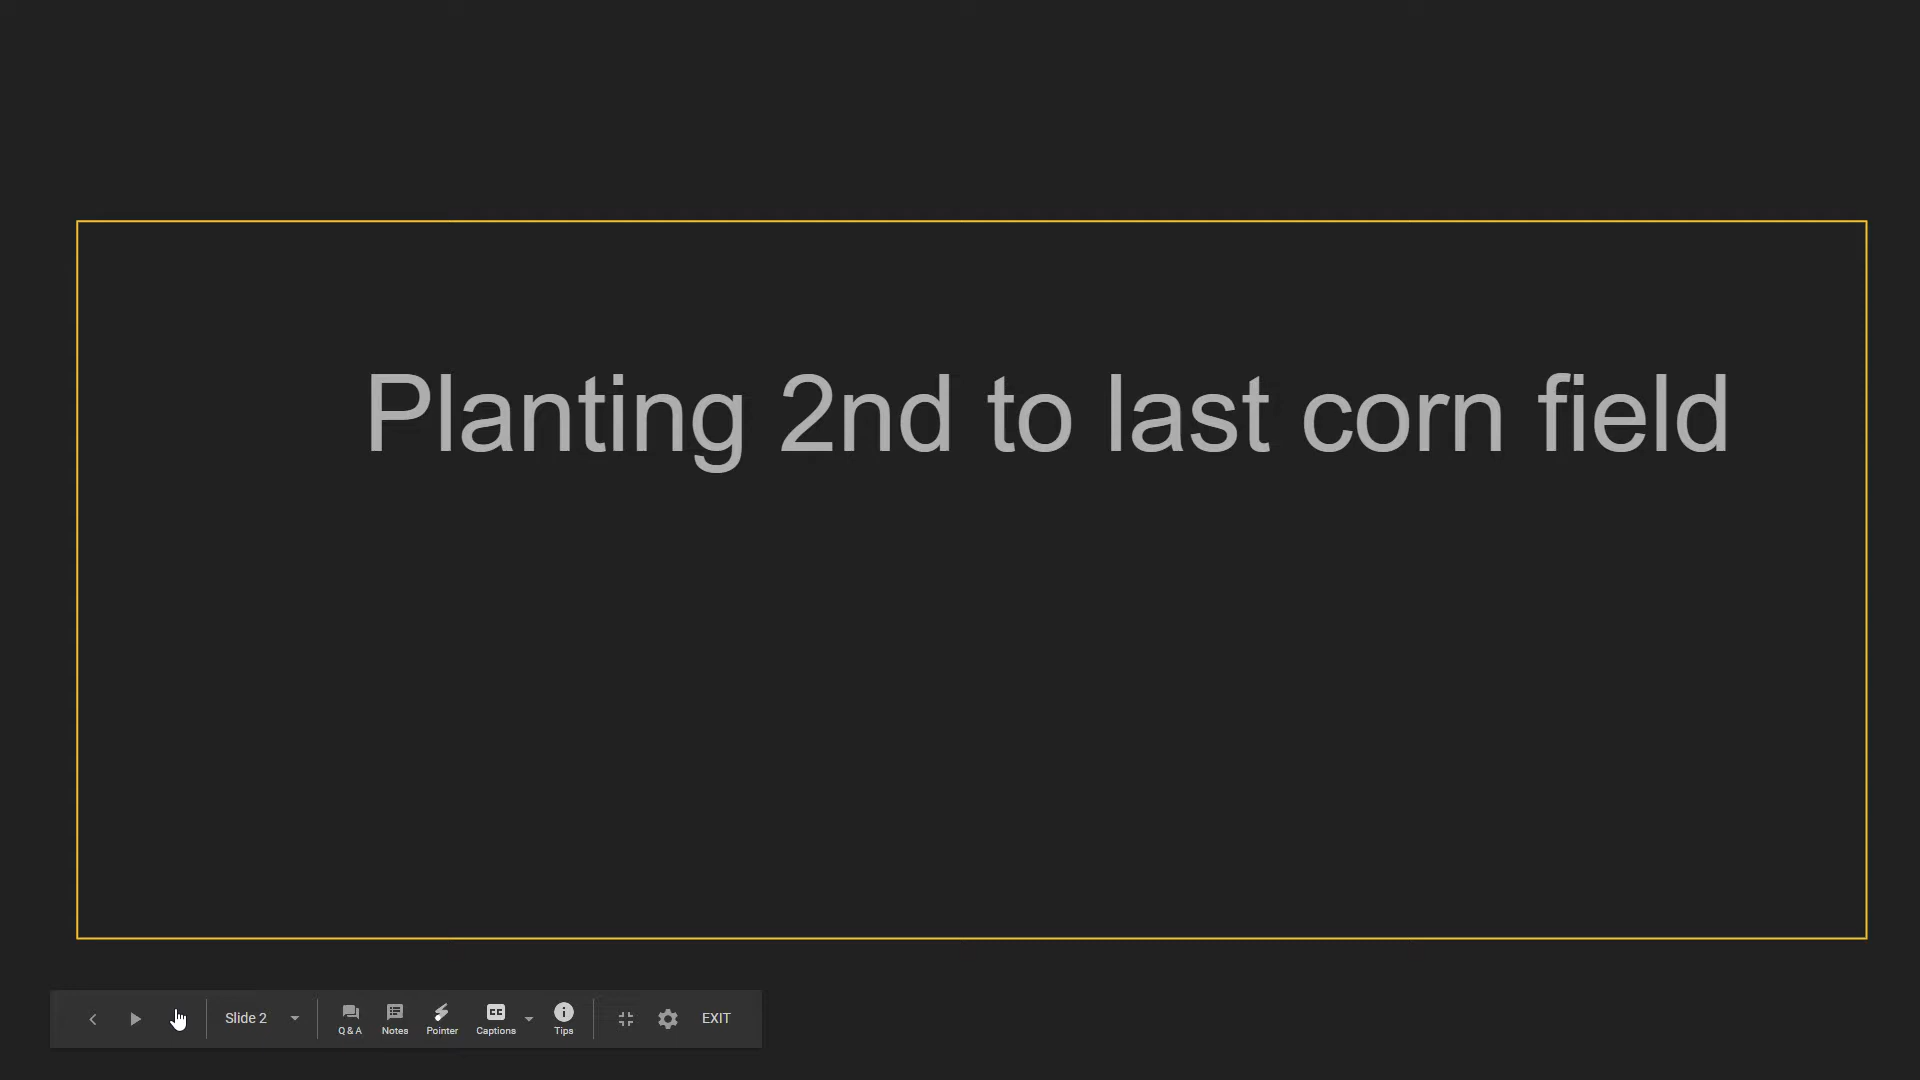 Planting 2nd to last corn field
Slide 2
Q & A
Notes
Pointer
Captions
Tips
EXIT